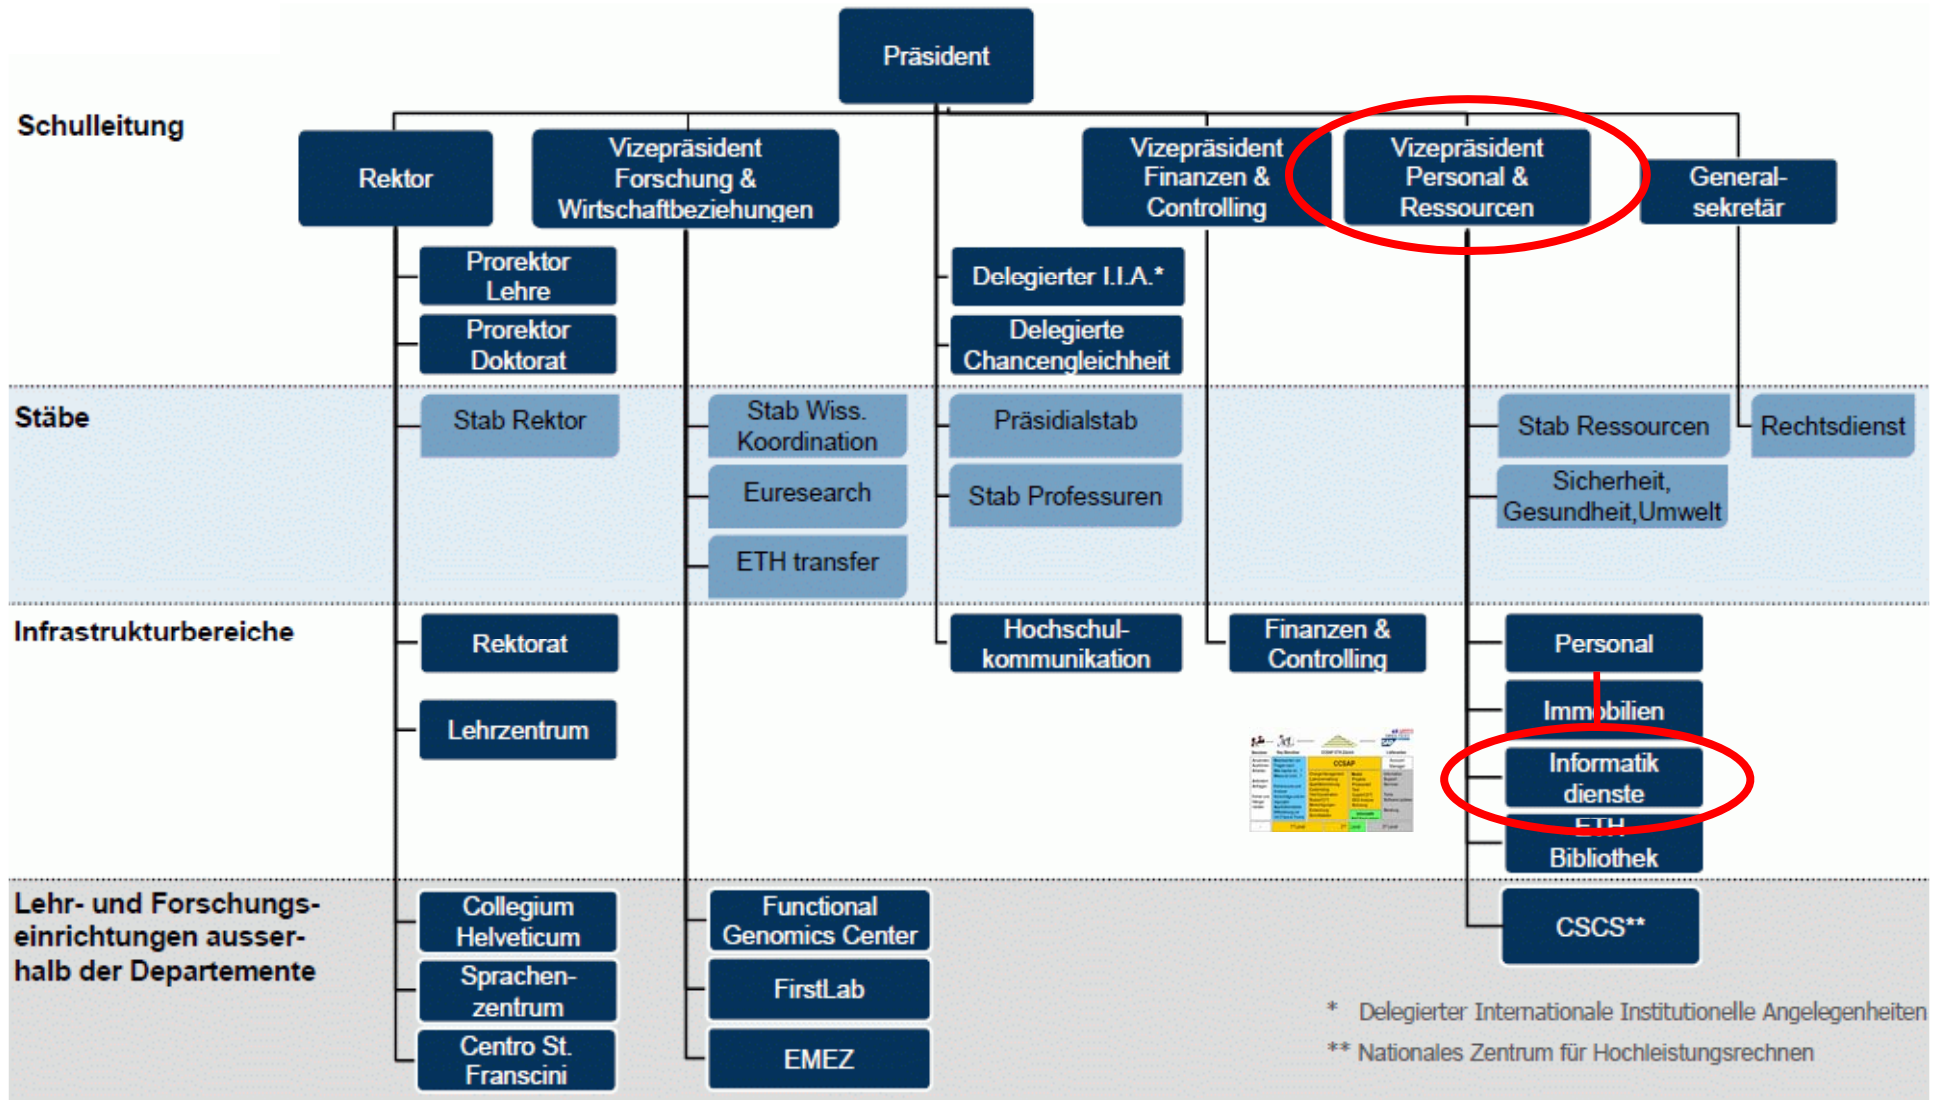 Präsident
Schulleitung
Rektor
Vizepräsident
Forschung &
Wirtschaftbeziehungen
Vizepräsident
Finanzen &
Controlling
Vizepräsident
Personal &
Ressourcen
General-
sekretär
Prorektor
Lehre
Prorektor
Doktorat
Delegierter I.I.A.*
Delegierte
Chancengleichheit
Stäbe
Stab Rektor
Stab Wiss.
Koordination
Euresearch
ETH transfer
Präsidialstab
Stab Professuren
Stab Ressourcen
Sicherheit,
Gesundheit,Umwelt
Rechtsdienst
Infrastrukturbereiche
Rektorat
Lehrzentrum
Hochschul-
kommunikation
Finanzen &
Controlling
Personal
Immobilien
Informatik
dienste
ETH
Bibliothek
CCSAP
Lehr- und Forschungs-
einrichtungen ausser-
halb der Departemente
Collegium
Helveticum
Sprachen-
zentrum
Centro St.
Franscini
Functional
Genomics Center
FirstLab
EMEZ
CSCS**
* Delegierter Internationale Institutionelle Angelegenheiten
** Nationales Zentrum für Hochleistungsrechnen